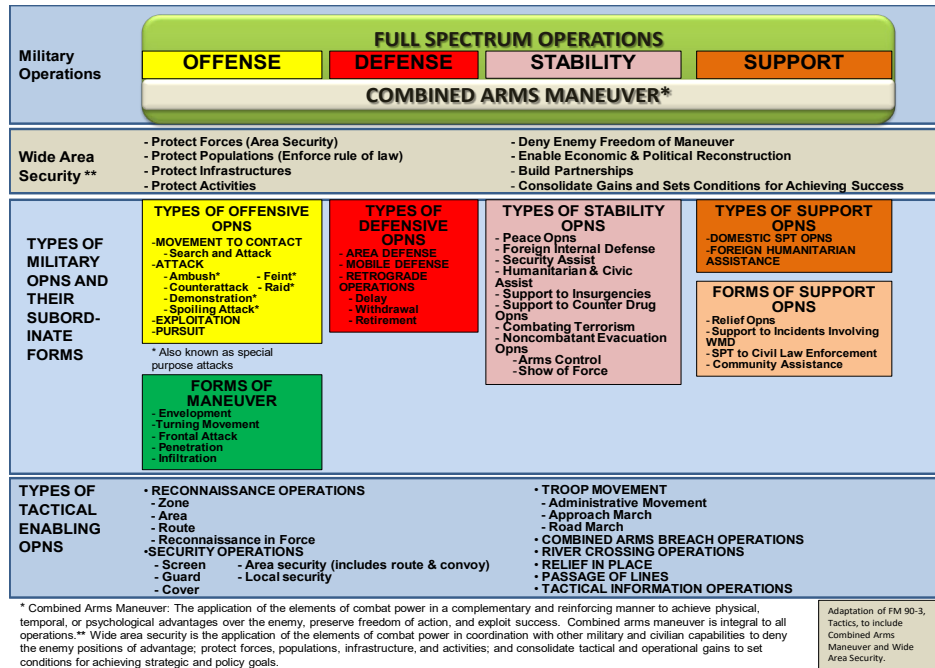 Military
Operations
FULL SPECTRUM OPERATIONS
OFFENSE
DEFENSE
STABILITY
SUPPORT
COMBINED ARMS MANEUVER*
Wide Area
Security **
- Protect Forces (Area Security)
- Protect Populations (Enforce rule of law)
- Protect Infrastructures
- Protect Activities
- Deny Enemy Freedom of Maneuver
- Enable Economic & Political Reconstruction
- Build Partnerships
- Consolidate Gains and Sets Conditions for Achieving Success
TYPES OF
MILITARY
OPNS AND
THEIR
SUBORD-
INATE
FORMS
TYPES OF OFFENSIVE
OPNS
-MOVEMENT TO CONTACT
- Search and Attack
-ATTACK
- Ambush* - Feint*
- Counterattack - Raid*
- Demonstration*
- Spoiling Attack*
-EXPLOITATION
-PURSUIT
* Also known as special
purpose attacks
FORMS OF
MANEUVER
- Envelopment
-Turning Movement
- Frontal Attack
- Penetration
- Infiltration
TYPES OF
DEFENSIVE
OPNS
- AREA DEFENSE
- MOBILE DEFENSE
- RETROGRADE
OPERATIONS
- Delay
- Withdrawal
- Retirement
TYPES OF STABILITY
OPNS
- Peace Opns
- Foreign Internal Defense
- Security Assist
- Humanitarian & Civic
Assist
- Support to Insurgencies
- Support to Counter Drug
Opns
- Combating Terrorism
- Noncombatant Evacuation
Opns
- Arms Control
- Show of Force
TYPES OF SUPPORT
OPNS
-DOMESTIC SPT OPNS
-FOREIGN HUMANITARIAN
ASSISTANCE
FORMS OF SUPPORT
OPNS
- Relief Opns
- Support to Incidents Involving
WMD
- SPT to Civil Law Enforcement
- Community Assistance
TYPES OF
TACTICAL
ENABLING
OPNS
• RECONNAISSANCE OPERATIONS
- Zone
- Area
- Route
- Reconnaissance in Force
•SECURITY OPERATIONS
- Screen - Area security (includes route & convoy)
- Guard - Local security
- Cover
• TROOP MOVEMENT
- Administrative Movement
- Approach March
- Road March
• COMBINED ARMS BREACH OPERATIONS
• RIVER CROSSING OPERATIONS
• RELIEF IN PLACE
• PASSAGE OF LINES
• TACTICAL INFORMATION OPERATIONS
* Combined Arms Maneuver: The application of the elements of combat power in a complementary and reinforcing manner to achieve physical,
temporal, or psychological advantages over the enemy, preserve freedom of action, and exploit success. Combined arms maneuver is integral to all
operations.** Wide area security is the application of the elements of combat power in coordination with other military and civilian capabilities to deny
the enemy positions of advantage; protect forces, populations, infrastructure, and activities; and consolidate tactical and operational gains to set
conditions for achieving strategic and policy goals.
Adaptation of FM 90-3,
Tactics, to include
Combined Arms
Maneuver and Wide
Area Security.